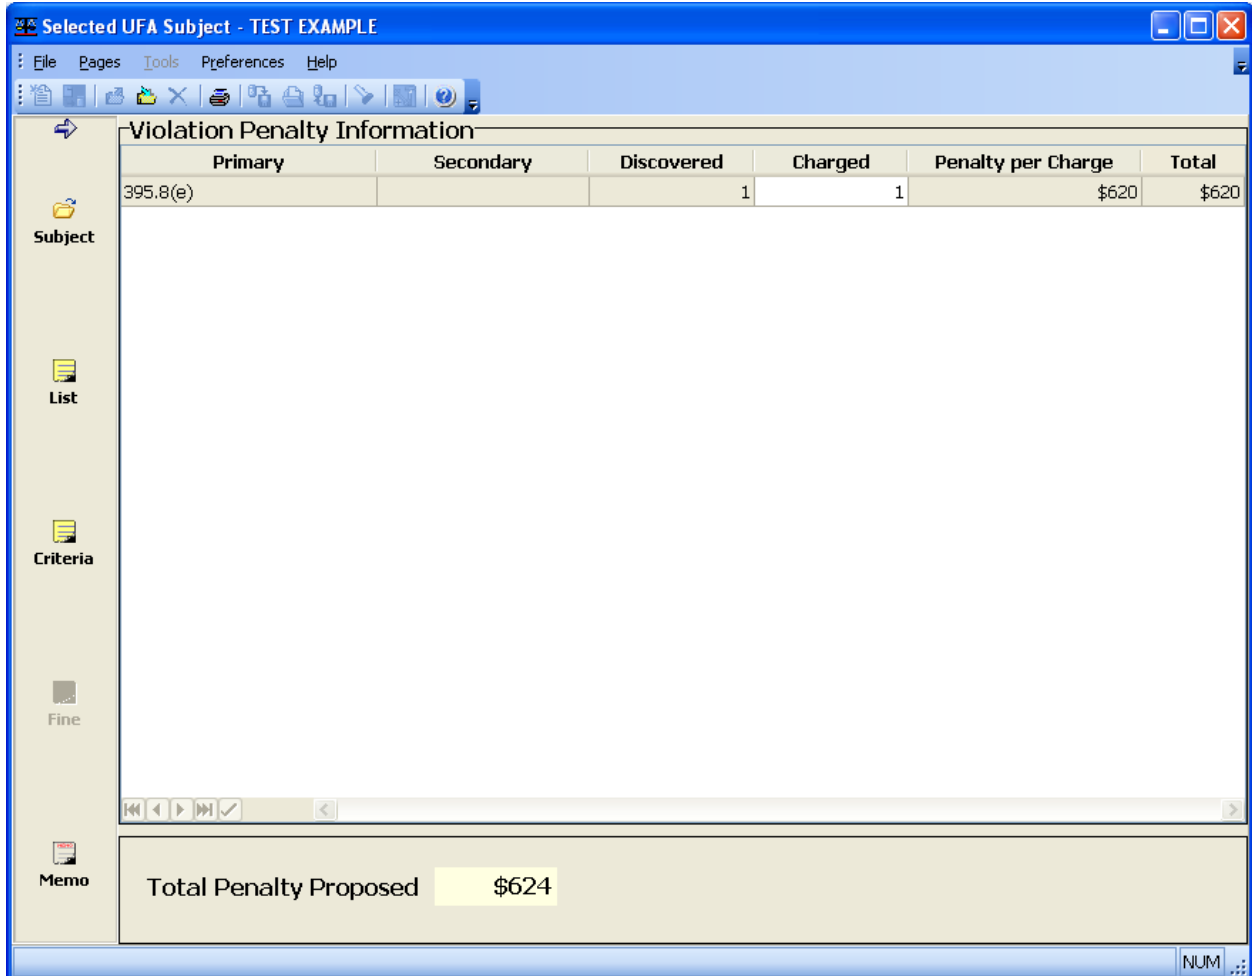 Selected UFA Subject - TEST EXAMPLE
File Pages Tools Preferences Help
Violation Penalty Information
Primary Secondary Discovered Charged Penalty per Charge Total
395.8(e) 1 1 $620 $620
Subject
List
Criteria
Fine
Memo
Total Penalty Proposed $624
NUM